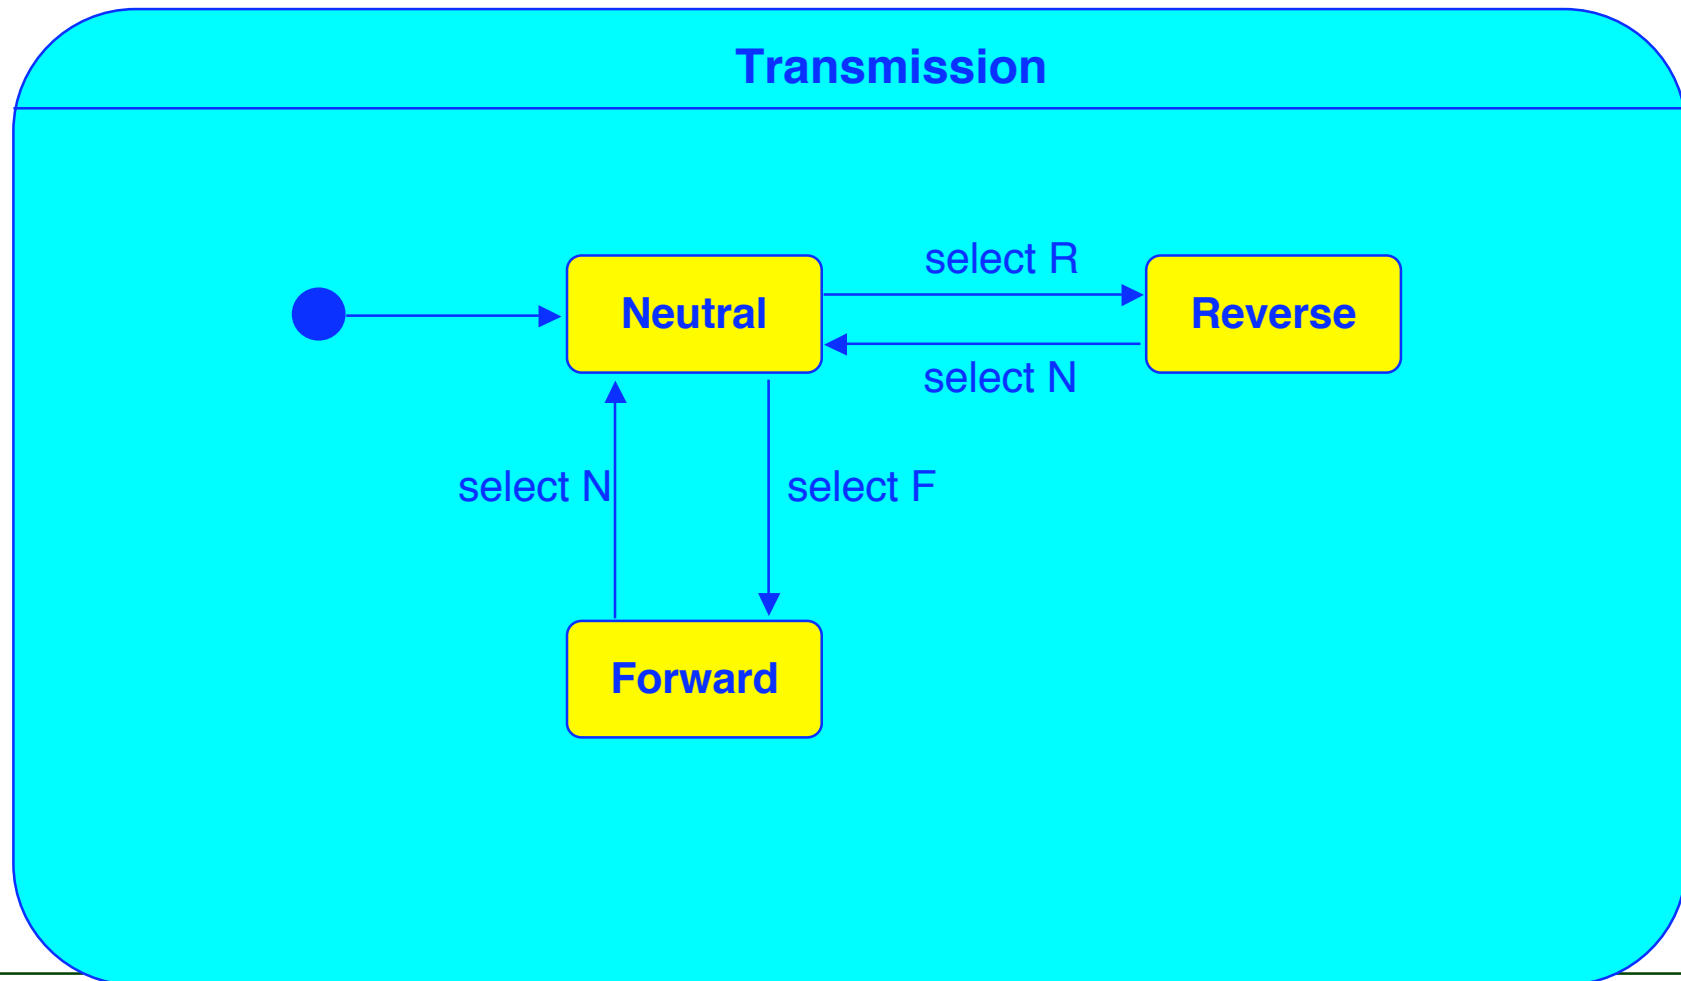 Transmission
select R
Neutral
Reverse
select N
select N
select F
Forward